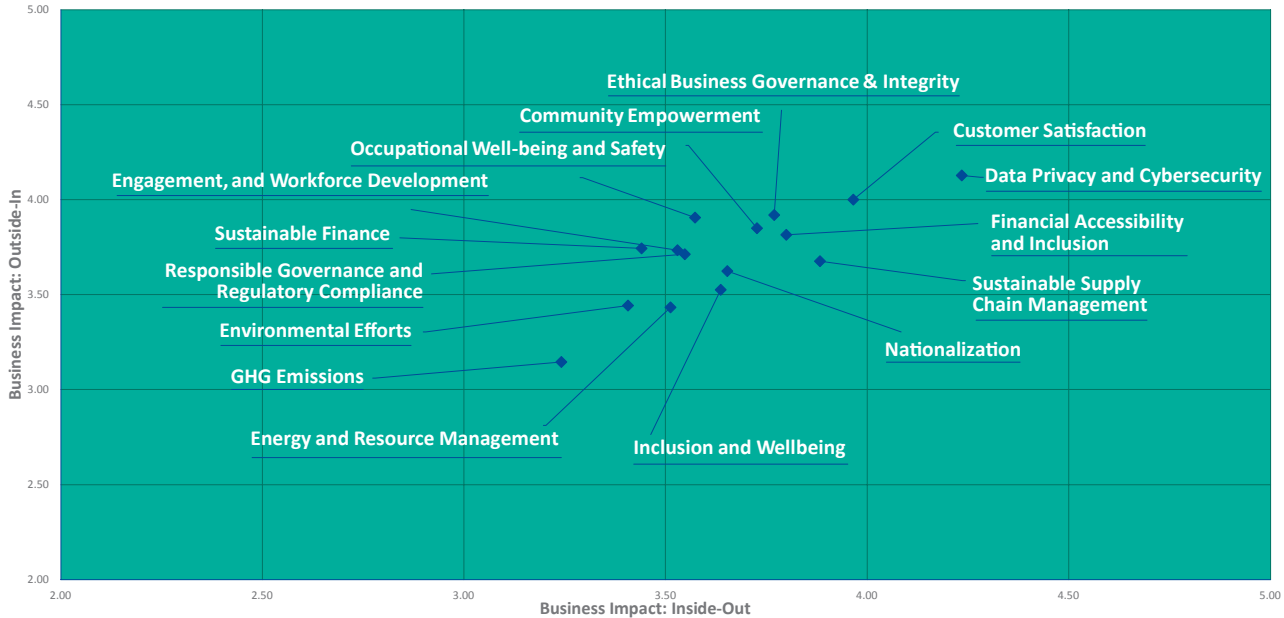 5.00
4.50
4.00
3.50
3.00
2.50
2.00
Business Impact: Outside-In
Ethical Business Governance & Integrity
Community Empowerment
Customer Satisfaction
Occupational Well-being and Safety
Data Privacy and Cybersecurity
Engagement, and Workforce Development
Financial Accessibility
and Inclusion
Sustainable Finance
Responsible Governance and
Regulatory Compliance
Sustainable Supply
Chain Management
Environmental Efforts
Nationalization
GHG Emissions
Energy and Resource Management
Inclusion and Wellbeing
2.00
2.50
3.00
3.50
4.00
4.50
5.00
Business Impact: Inside-Out